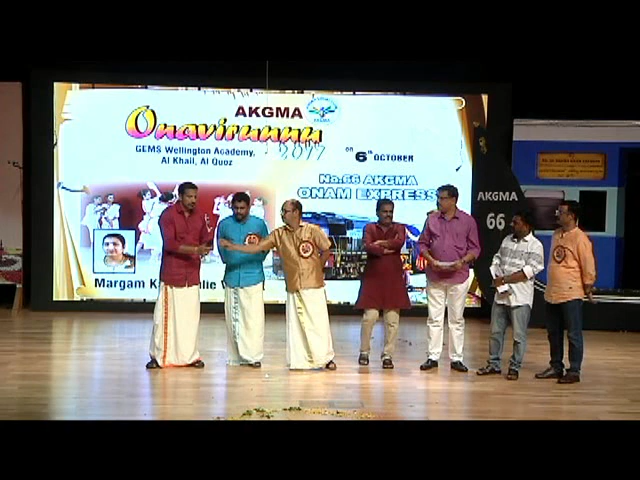 AKGMA
Onavirunnu
2017
GEMS Wellington Academy,
Al Khail, Al Quoz
on 6th OCTOBER
No.66 AKGMA
ONAM EXPRESS
Margam K
AKGMA
66